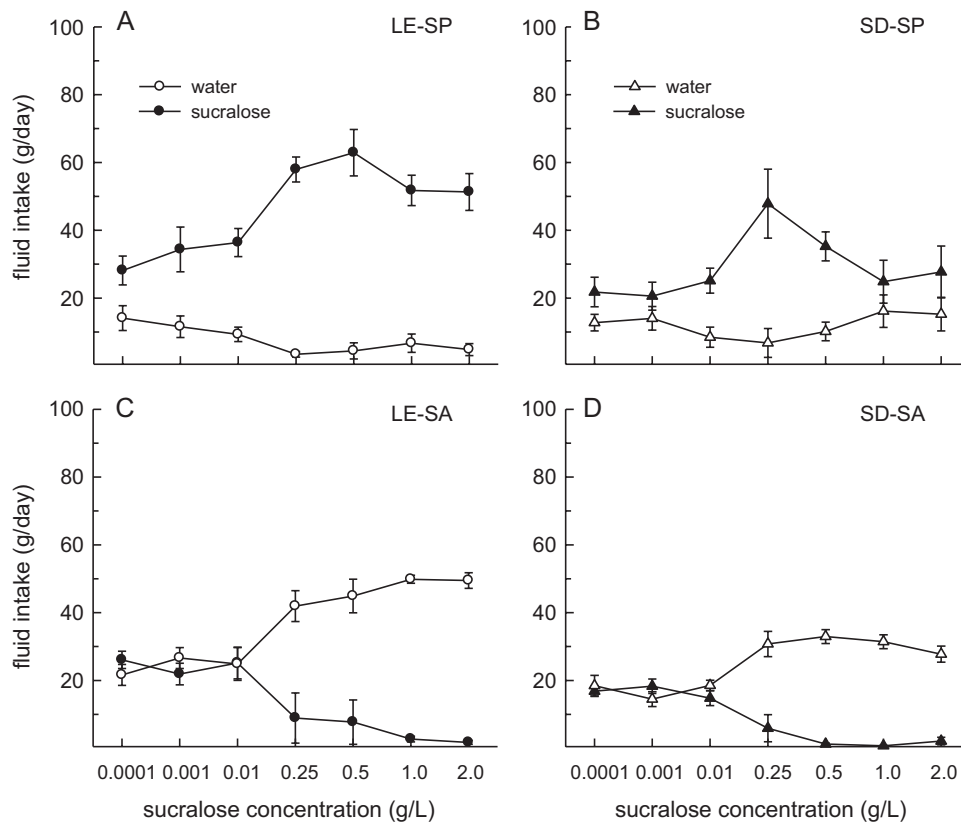 A
LE-SP
B
SD-SP
100
80
60
40
20
100
80
60
40
20
fluid intake (g/day)
water
sucralose
water
sucralose
C
LE-SA
D
SD-SA
100
80
60
40
20
100
80
60
40
20
fluid intake (g/day)
0.0001 0.001 0.01 0.25 0.5 1.0 2.0
0.0001 0.001 0.01 0.25 0.5 1.0 2.0
sucralose concentration (g/L)
sucralose concentration (g/L)